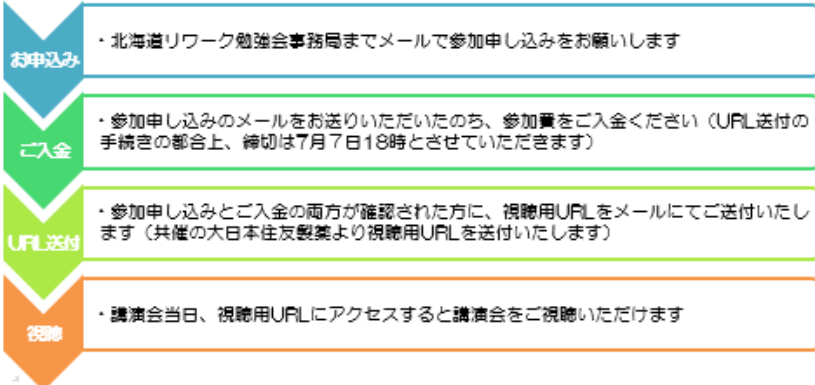 お申込み
・北海道リワーク勉強会事務局までメールで参加申し込みをお願いします
ご入金
・参加申し込みのメールをお送りいただいたのち、参加費をご入金ください（URL送付の
手続きの都合上、締切は7月7日18時とさせていただきます）
URL送付
・参加申し込みとご入金の両方が確認された方に、視聴用URLをメールにてご送付いたし
ます（共催の大日本住友製薬より視聴用URLを送付いたします）
視聴
・講演会当日、視聴用URLにアクセスすると講演会をご視聴いただけます